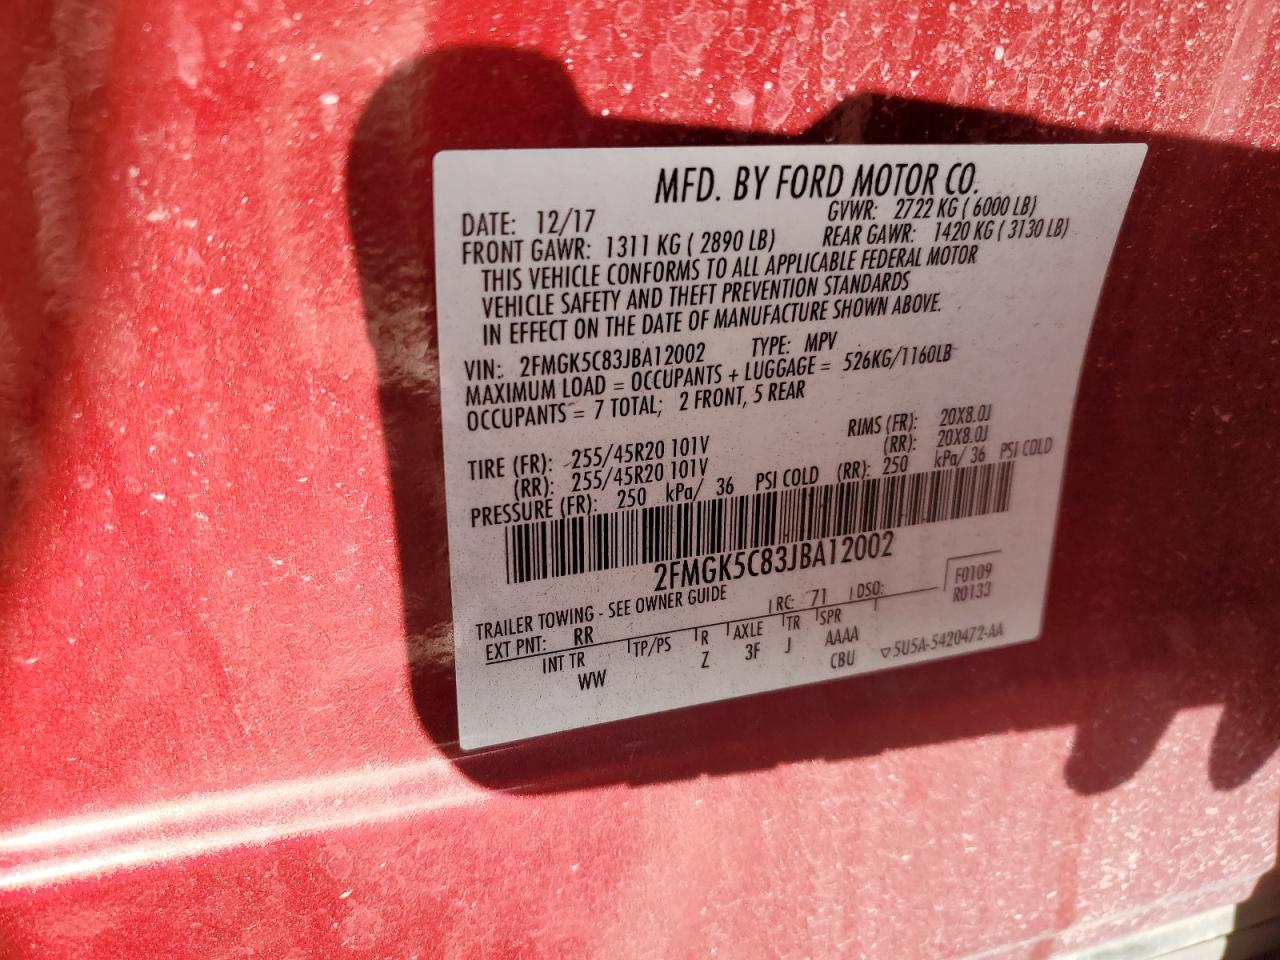 MFD. BY FORD MOTOR CO.
DATE: 12/17 GVWR: 2722 KG ( 6000 LB)
FRONT GAWR: 1311 KG ( 2890 LB) REAR GAWR: 1420 KG ( 3130 LB)
THIS VEHICLE CONFORMS TO ALL APPLICABLE FEDERAL MOTOR
VEHICLE SAFETY AND THEFT PREVENTION STANDARDS
IN EFFECT ON THE DATE OF MANUFACTURE SHOWN ABOVE.
VIN: 2FMGK5C83JBA12002 TYPE: MPV
MAXIMUM LOAD = OCCUPANTS + LUGGAGE = 526KG/1160LB
OCCUPANTS = 7 TOTAL; 2 FRONT, 5 REAR
TIRE (FR): 255/45R20 101V RIMS (FR): 20X8.0J
(RR): 255/45R20 101V (RR): 20X8.0J
PRESSURE (FR): 250 kPa/ 36 PSI COLD (RR): 250 kPa/ 36 PSI COLD
2FMGK5C83JBA12002
TRAILER TOWING - SEE OWNER GUIDE
F0109
EXT PNT: RR RC: 71 DSO: R0133
INT TR TP/PS R AXLE TR SPR
WW Z 3F J AAAA
CBU ▽5U5A-5420472-AA